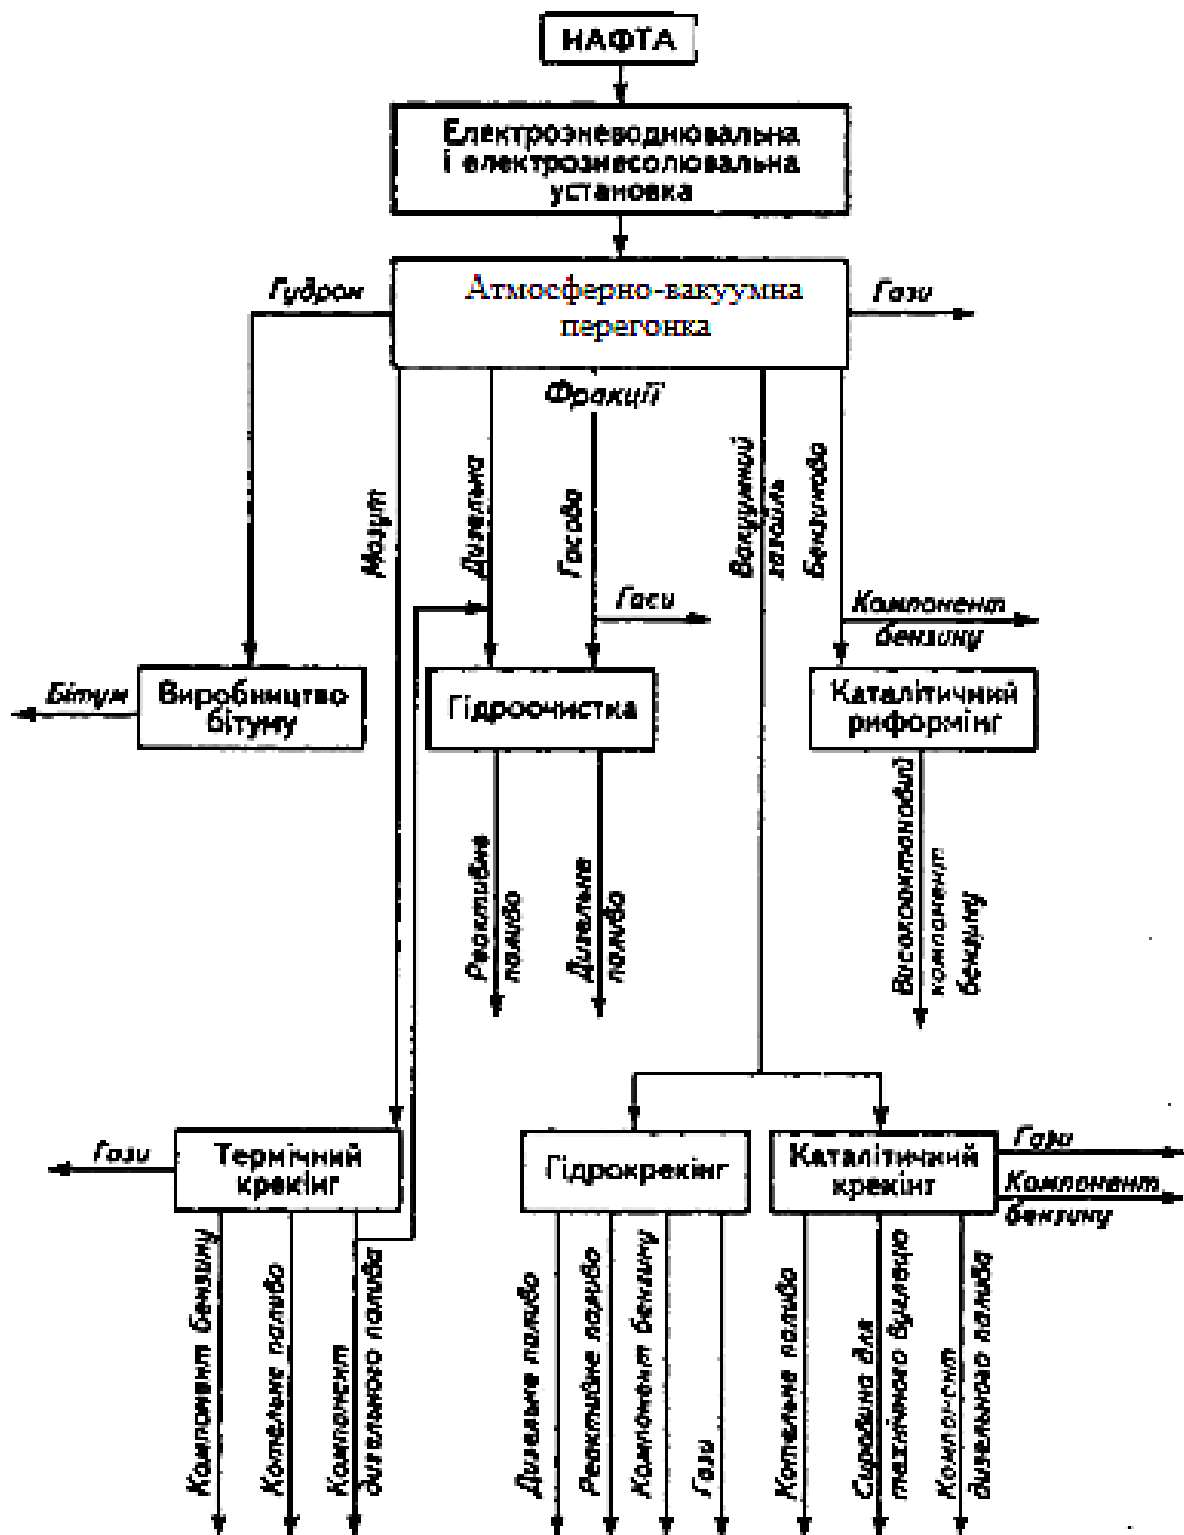 НАФТА
Електрозневоднювальна
і електрознесолювальна
установка
Гудрон
Атмосферно-вакуумна
перегонка
Гази
Фракції
Мазут
Дизельна
Гасова
Вакуумний
газойль
Бензинова
Гаси
Компонент
бензину
Бітум
Виробництво
бітуму
Гідроочистка
Каталітичний
риформінг
Реактивне
паливо
Дизельне
паливо
Високооктановий
компонент
бензину
Гази
Термічний
крекінг
Гідрокрекінг
Каталітичний
крекінг
Гази
Компонент
бензину
Компонент бензину
Котельне паливо
Компонент
дизельного палива
Дизельне паливо
Реактивне паливо
Компонент бензину
Гази
Котельне паливо
Сировина для
технічного вуглецю
Компонент
дизельного палива